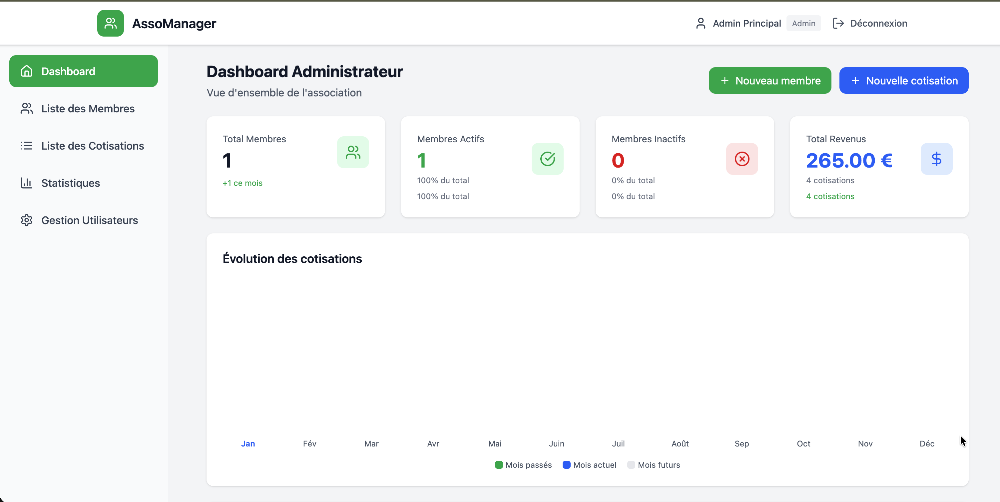 AssoManager
Admin Principal Admin Déconnexion
Dashboard
Liste des Membres
Liste des Cotisations
Statistiques
Gestion Utilisateurs
Dashboard Administrateur
Vue d'ensemble de l'association
+ Nouveau membre
+ Nouvelle cotisation
Total Membres
1
+1 ce mois
Membres Actifs
1
100% du total
100% du total
Membres Inactifs
0
0% du total
0% du total
Total Revenus
265.00 €
4 cotisations
4 cotisations
Évolution des cotisations
Jan Fév Mar Avr Mai Juin Juil Août Sep Oct Nov Déc
Mois passés Mois actuel Mois futurs